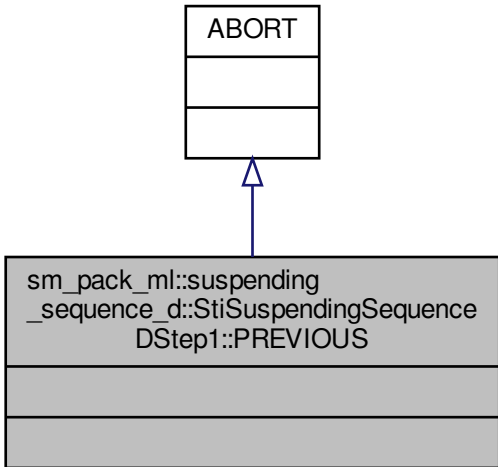 ABORT
sm_pack_ml::suspending
_sequence_d::StiSuspendingSequence
DStep1::PREVIOUS